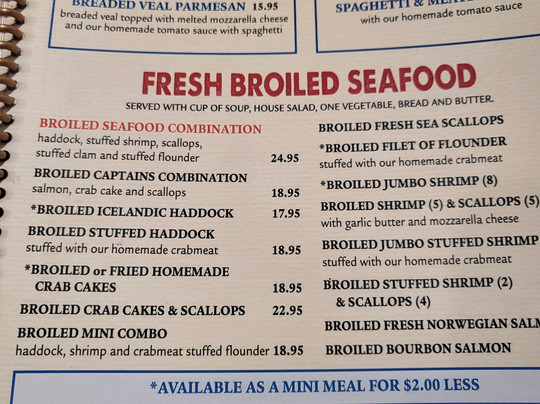 BREADED VEAL PARMESAN 15.95
breaded veal topped with melted mozzarella cheese
and our homemade tomato sauce with spaghetti
SPAGHETTI &
with our homemade tomato sauce
FRESH BROILED SEAFOOD
SERVED WITH CUP OF SOUP, HOUSE SALAD, ONE VEGETABLE, BREAD AND BUTTER.
BROILED SEAFOOD COMBINATION
haddock, stuffed shrimp, scallops,
stuffed clam and stuffed flounder 24.95
BROILED CAPTAINS COMBINATION
salmon, crab cake and scallops 18.95
*BROILED ICELANDIC HADDOCK 17.95
BROILED STUFFED HADDOCK
stuffed with our homemade crabmeat 18.95
*BROILED or FRIED HOMEMADE
CRAB CAKES 18.95
BROILED CRAB CAKES & SCALLOPS 22.95
BROILED MINI COMBO
haddock, shrimp and crabmeat stuffed flounder 18.95
BROILED FRESH SEA SCALLOPS
*BROILED FILET OF FLOUNDER
stuffed with our homemade crabmeat
*BROILED JUMBO SHRIMP (8)
BROILED SHRIMP (5) & SCALLOPS (5)
with garlic butter and mozzarella cheese
BROILED JUMBO STUFFED SHRIMP
stuffed with our homemade crabmeat
BROILED STUFFED SHRIMP (2)
& SCALLOPS (4)
BROILED FRESH NORWEGIAN
BROILED BOURBON SALMON
*AVAILABLE AS A MINI MEAL FOR $2.00 LESS